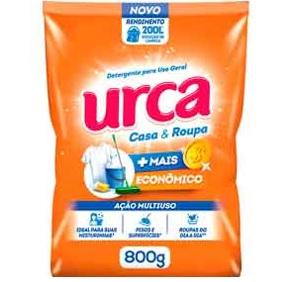 NOVO
RENDIMENTO
200L
Detergente para Uso Geral
urca
Casa & Roupa
+ MAIS
ECONÔMICO
AÇÃO MULTIUSO
IDEAL PARA SUAS
MISTURINHAS*
PISOS E
SUPERFÍCIES*
ROUPAS DO
DIA A DIA**
800g